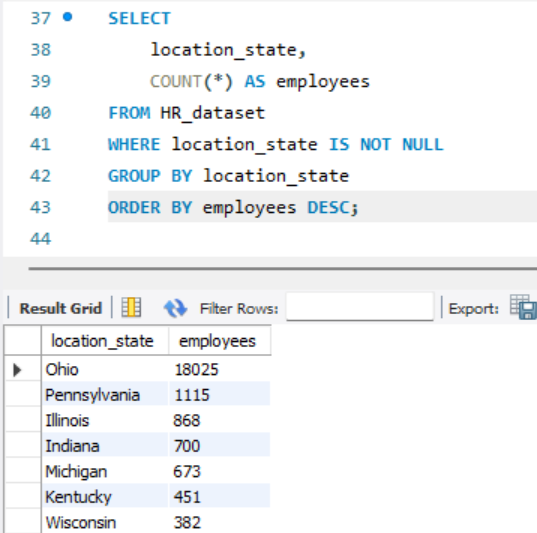 37 SELECT
38 location_state,
39 COUNT(*) AS employees
40 FROM HR_dataset
41 WHERE location_state IS NOT NULL
42 GROUP BY location_state
43 ORDER BY employees DESC;
44
Result Grid Filter Rows: Export:
location_state employees
Ohio 18025
Pennsylvania 1115
Illinois 868
Indiana 700
Michigan 673
Kentucky 451
Wisconsin 382